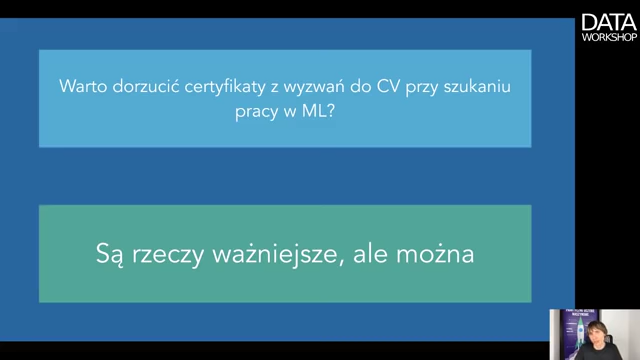 DATA
WORKSHOP
Warto dorzucić certyfikaty z wyzwań do CV przy szukaniu
pracy w ML?
Są rzeczy ważniejsze, ale można